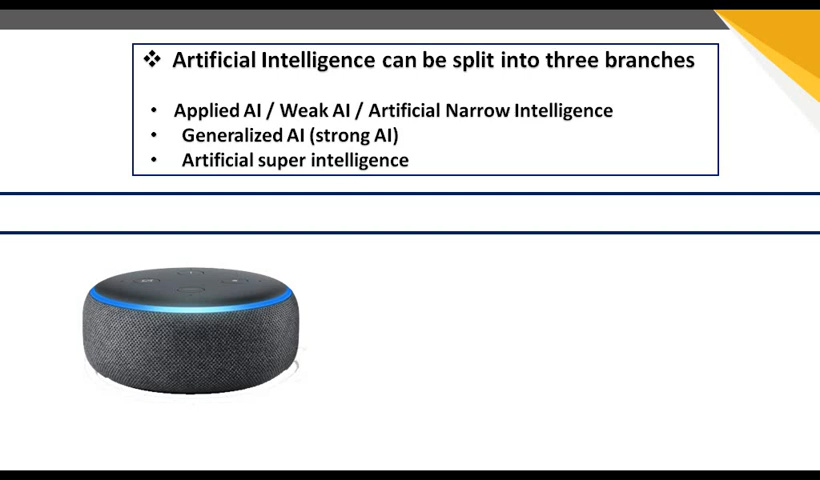 ❖ Artificial Intelligence can be split into three branches
• Applied AI / Weak AI / Artificial Narrow Intelligence
• Generalized AI (strong AI)
• Artificial super intelligence